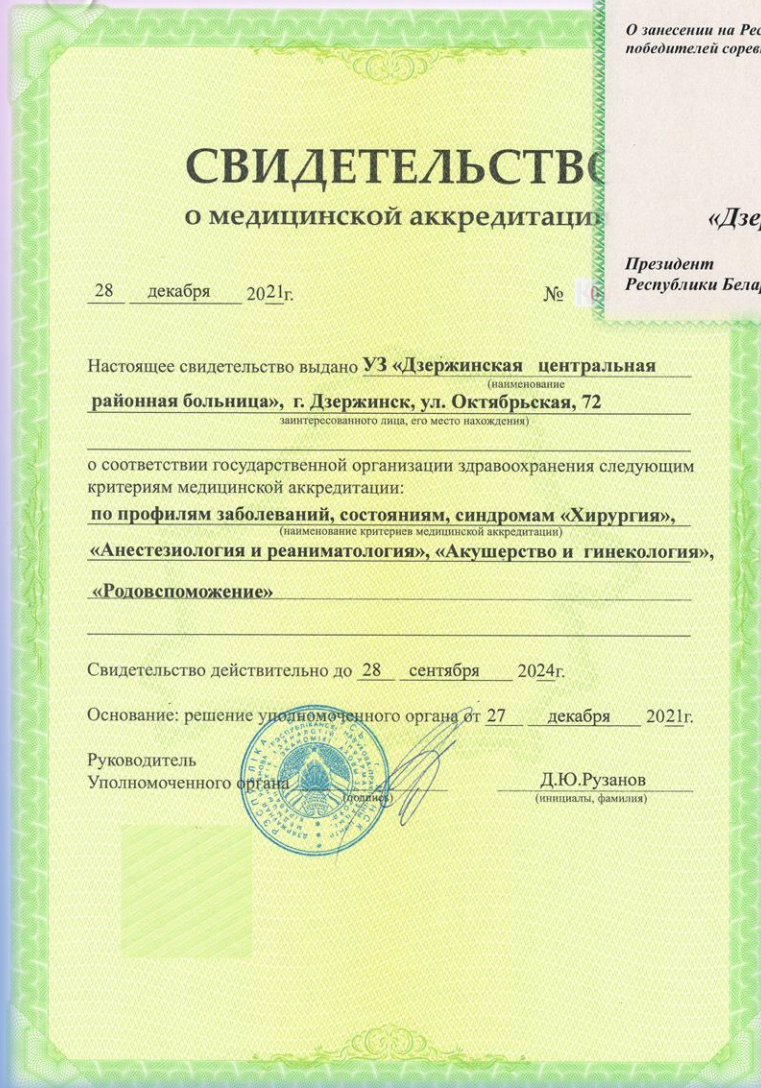 СВИДЕТЕЛЬСТВО
о медицинской аккредитации
28 декабря 2021г.
№
Настоящее свидетельство выдано УЗ «Дзержинская центральная
(наименование
районная больница», г. Дзержинск, ул. Октябрьская, 72
заинтересованного лица, его место нахождения)
о соответствии государственной организации здравоохранения следующим
критериям медицинской аккредитации:
по профилям заболеваний, состояниям, синдромам «Хирургия»,
(наименование критериев медицинской аккредитации)
«Анестезиология и реаниматология», «Акушерство и гинекология»,
«Родовспоможение»
Свидетельство действительно до 28 сентября 2024г.
Основание: решение уполномоченного органа от 27 декабря 2021г.
Руководитель
Уполномоченного органа
(подпись)
Д.Ю.Рузанов
(инициалы, фамилия)
О занесении на Рес
победителей сорев
«Дзер
Президент
Республики Белар